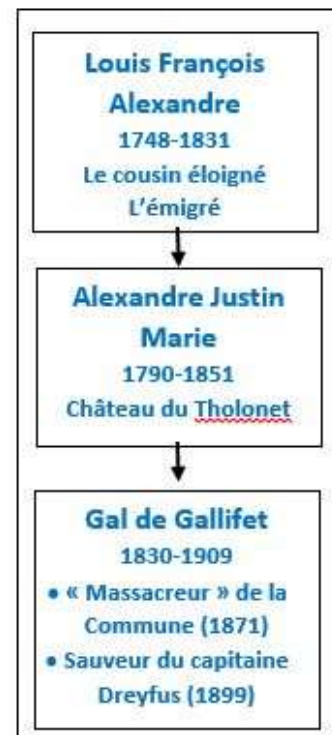 Louis François
Alexandre
1748-1831
Le cousin éloigné
L'émigré
Alexandre Justin
Marie
1790-1851
Château du Tholonet
Gal de Gallifet
1830-1909
• « Massacreur » de la
Commune (1871)
• Sauveur du capitaine
Dreyfus (1899)